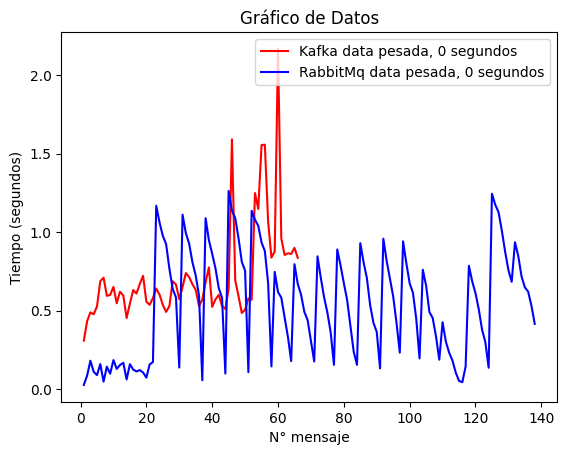 Gráfico de Datos
Kafka data pesada, 0 segundos
RabbitMq data pesada, 0 segundos
Tiempo (segundos)
2.0
1.5
1.0
0.5
0.0
0 20 40 60 80 100 120 140
N° mensaje